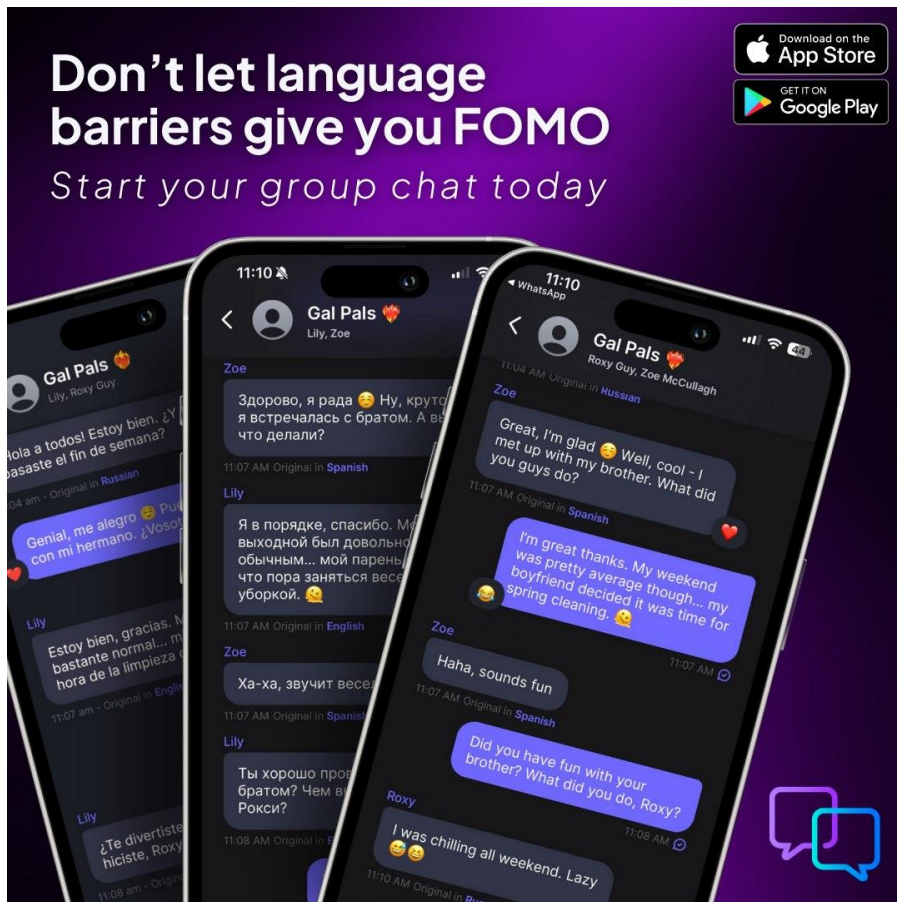 Don't let language
barriers give you FOMO
Start your group chat today
Download on the
App Store
GET IT ON
Google Play
Gal Pals
Lily, Roxy Guy
Hola a todos! Estoy bien. ¿Y
pasaste el fin de semana?
04 am - Original in Russian
Genial, me alegro
con mi hermano.
Lily
Estoy bien, gracias.
bastante normal...
hora de la limpieza
11:07 am - Original in
Lily
¿Te divertiste
hiciste, Roxy
11:08 am -
11:10
Gal Pals
Lily, Zoe
Zoe
Здорово, я рада ☺️ Ну, круто
я встречалась с братом. А
что делали?
11:07 AM Original in Spanish
Lily
Я в порядке, спасибо.
выходной был довольно
обычным... мой парень
что пора заняться
уборкой. 🫠
11:07 AM Original in English
Zoe
Ха-ха, звучит
11:07 AM Original in Spanish
Lily
Ты хорошо
братом? Чем
Рокси?
11:08 AM Original in
11:10
WhatsApp
44
Gal Pals
Roxy Guy, Zoe McCullagh
11:04 AM Original in Russian
Zoe
Great, I'm glad ☺️ Well, cool - I
met up with my brother. What did
you guys do?
11:07 AM Original in Spanish
I'm great thanks. My weekend
was pretty average though... my
boyfriend decided it was time for
spring cleaning. 🫠
11:07 AM
Zoe
Haha, sounds fun
11:07 AM Original in Spanish
Did you have fun with your
brother? What did you do, Roxy?
11:08 AM
Roxy
I was chilling all weekend. Lazy
😅😆
11:10 AM Original in